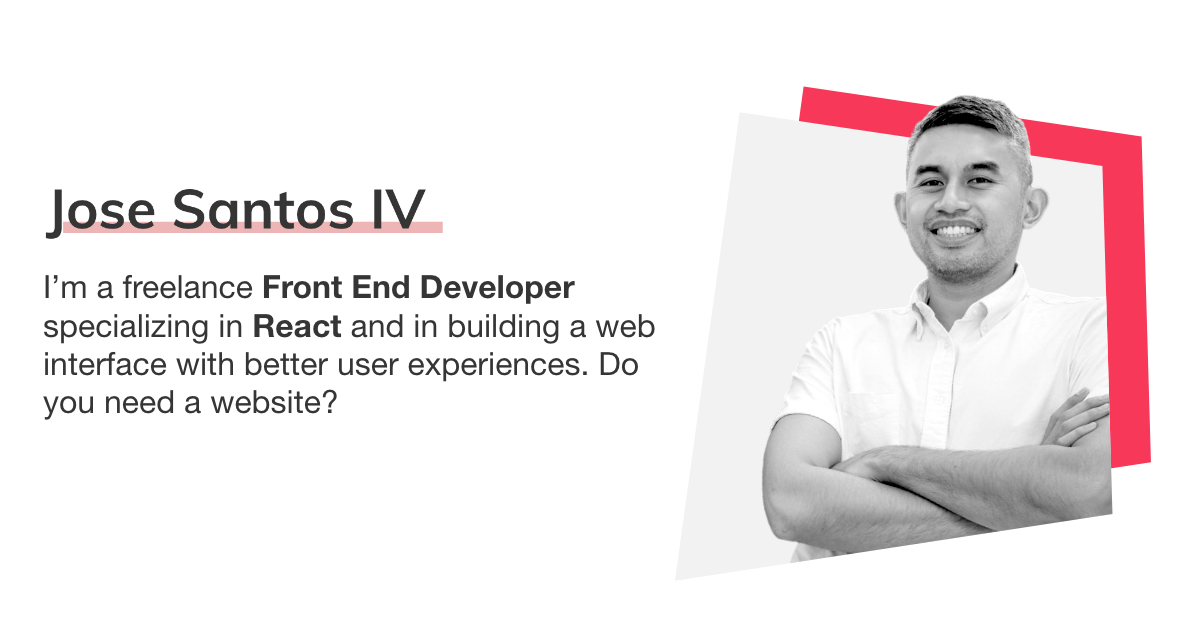 Jose Santos IV
I’m a freelance Front End Developer
specializing in React and in building a web
interface with better user experiences. Do
you need a website?